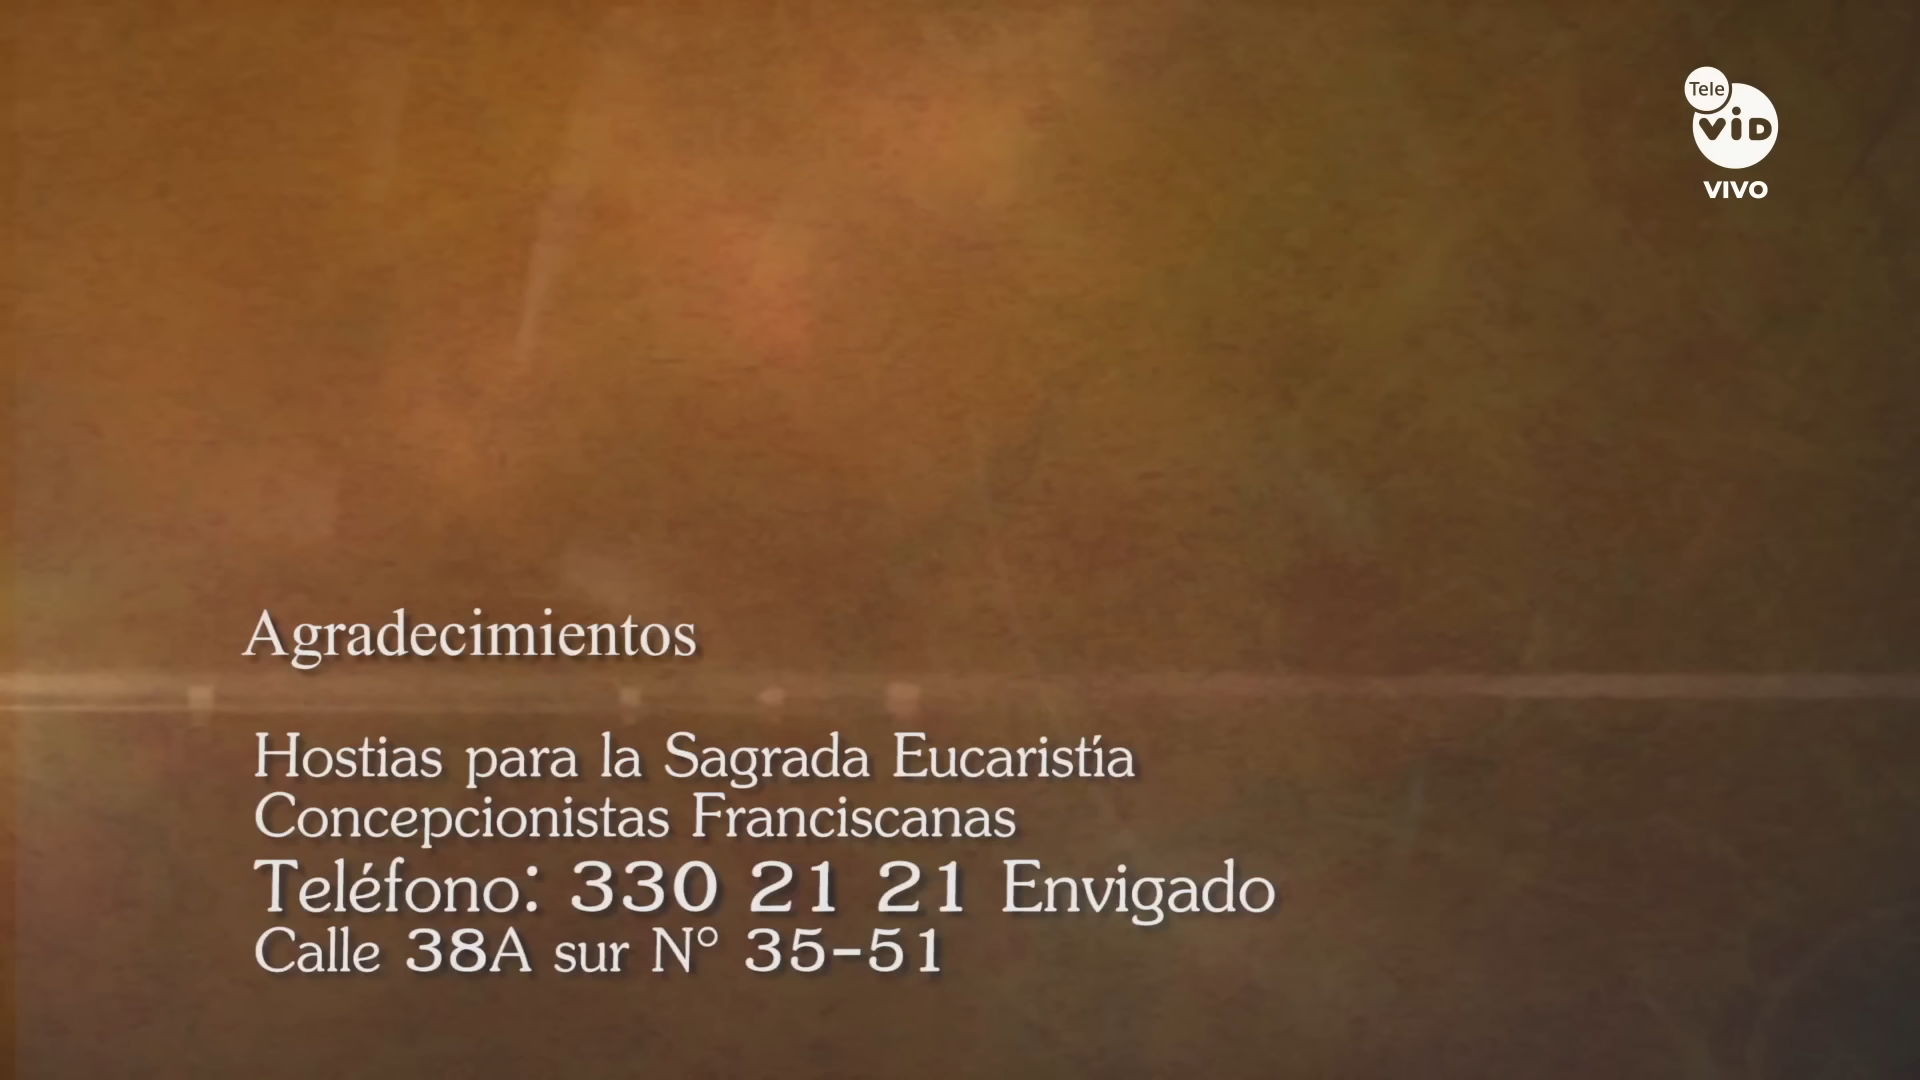 Tele
ViD
VIVO
Agradecimientos
Hostias para la Sagrada Eucaristía
Concepcionistas Franciscanas
Teléfono: 330 21 21 Envigado
Calle 38A sur N° 35-51